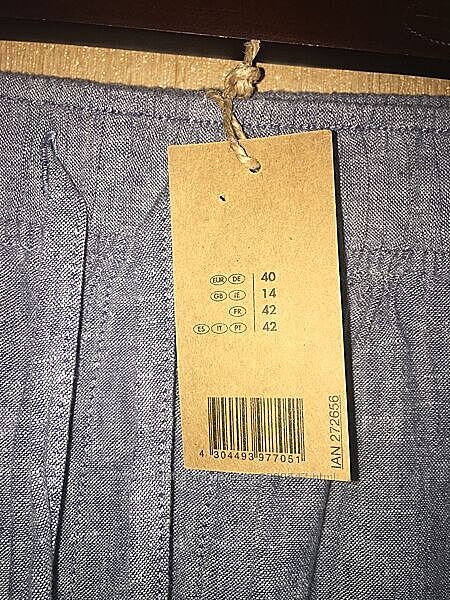 EUR DE 40
GB IE 14
FR 42
ES IT PT 42
4 304493 977051
IAN 272656